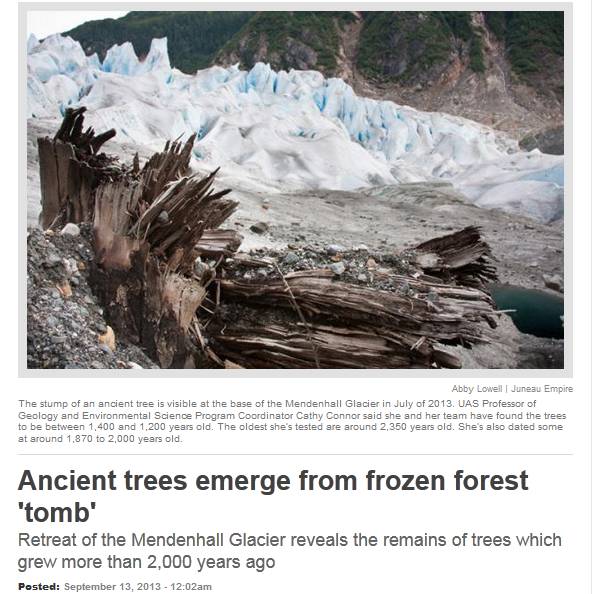 Abby Lowell | Juneau Empire
The stump of an ancient tree is visible at the base of the Mendenhall Glacier in July of 2013. UAS Professor of
Geology and Environmental Science Program Coordinator Cathy Connor said she and her team have found the trees
to be between 1,400 and 1,200 years old. The oldest she's tested are around 2,350 years old. She's also dated some
at around 1,870 to 2,000 years old.
Ancient trees emerge from frozen forest
'tomb'
Retreat of the Mendenhall Glacier reveals the remains of trees which
grew more than 2,000 years ago
Posted: September 13, 2013 - 12:02am